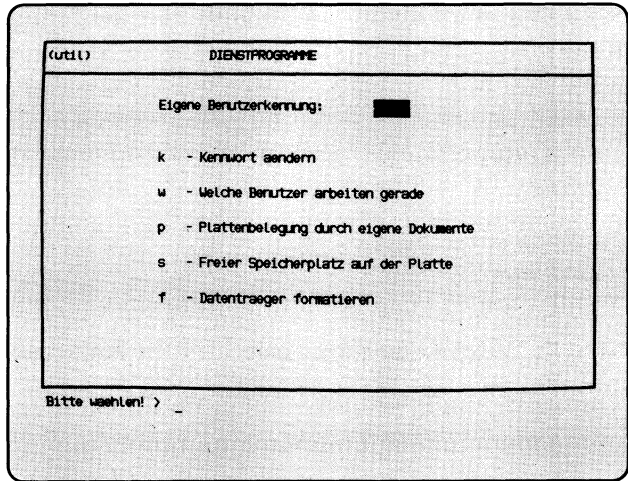 (util) DIENSTPROGRAMME
Eigene Benutzerkennung:
k - Kennwort aendern
w - Welche Benutzer arbeiten gerade
p - Plattenbelegung durch eigene Dokumente
s - Freier Speicherplatz auf der Platte
f - Datentraeger formatieren
Bitte waehlen! > _